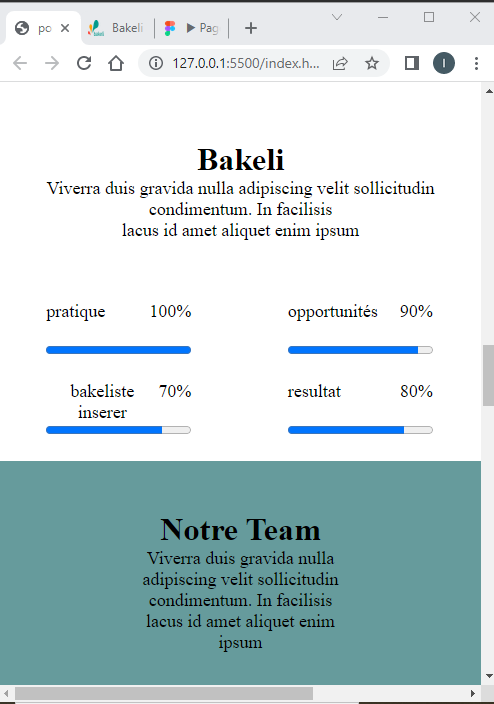 po
Bakeli
Pag
127.0.0.1:5500/index.h...
I
Bakeli
Viverra duis gravida nulla adipiscing velit sollicitudin
condimentum. In facilisis
lacus id amet aliquet enim ipsum
pratique 100%
opportunités 90%
bakeliste 70%
inserer
resultat 80%
Notre Team
Viverra duis gravida nulla
adipiscing velit sollicitudin
condimentum. In facilisis
lacus id amet aliquet enim
ipsum